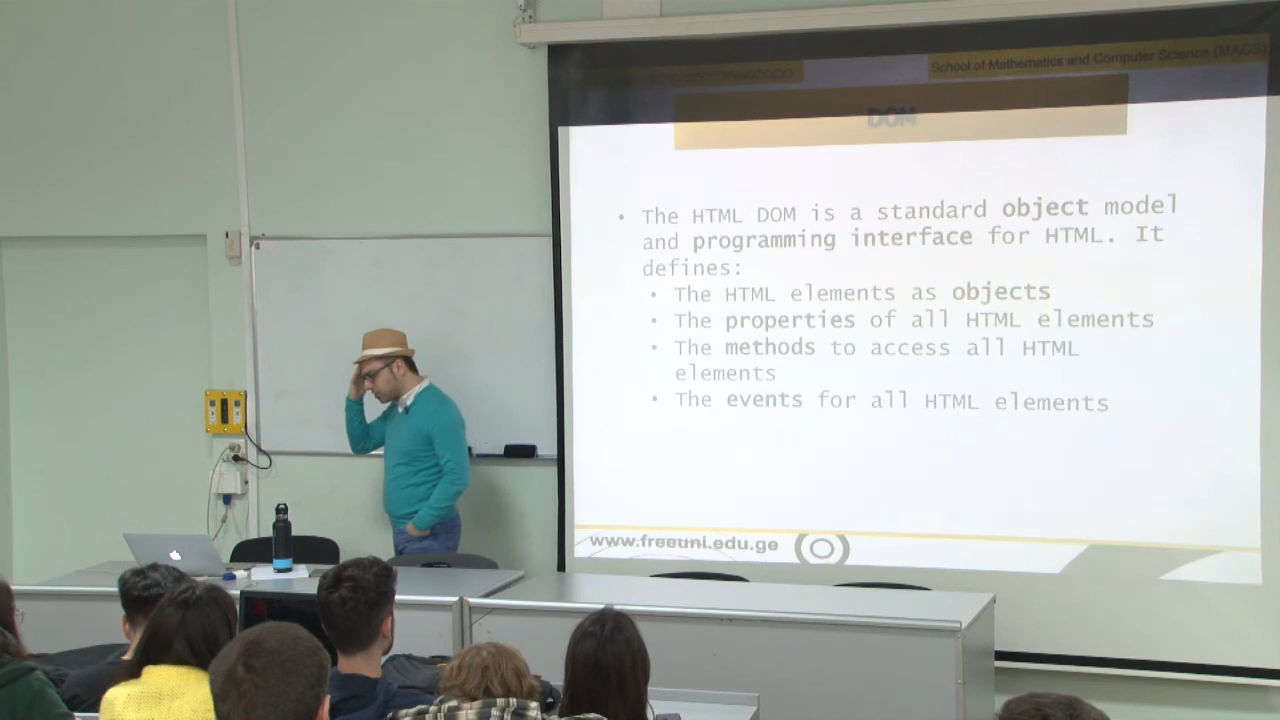 School of Mathematics and Computer Science (MACS)
DOM
• The HTML DOM is a standard object model
and programming interface for HTML. It
defines:
• The HTML elements as objects
• The properties of all HTML elements
• The methods to access all HTML
elements
• The events for all HTML elements
www.freeuni.edu.ge